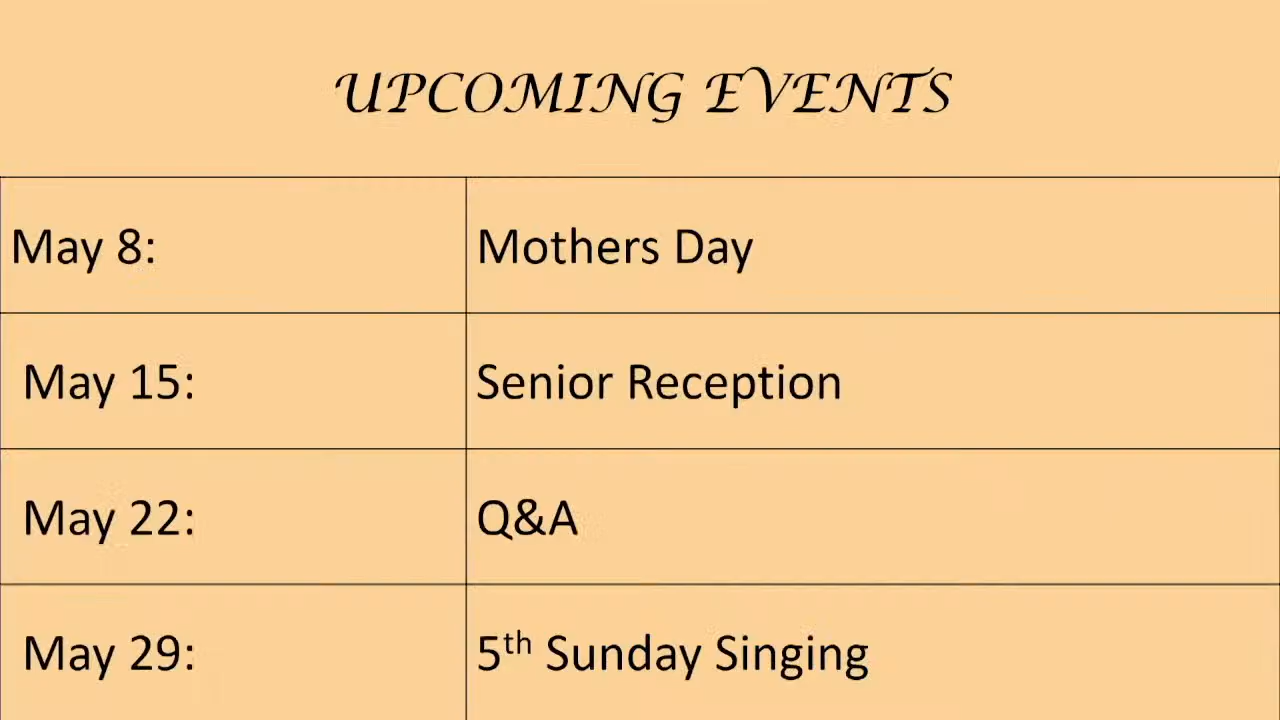 UPCOMING EVENTS
May 8: Mothers Day
May 15: Senior Reception
May 22: Q&A
May 29: 5th Sunday Singing